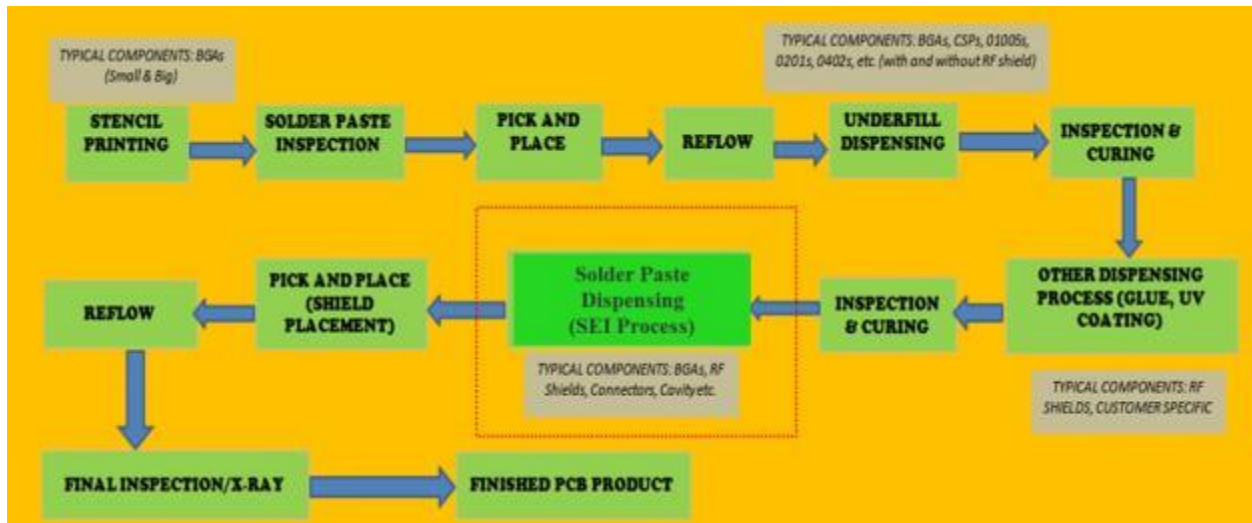 TYPICAL COMPONENTS: BGAs
(Small & Big)
TYPICAL COMPONENTS: BGAs, CSPs, 01005s,
0201s, 0402s, etc. (with and without RF shield)
STENCIL
PRINTING
SOLDER PASTE
INSPECTION
PICK AND
PLACE
REFLOW
UNDERFILL
DISPENSING
INSPECTION &
CURING
OTHER DISPENSING
PROCESS (GLUE, UV
COATING)
TYPICAL COMPONENTS: RF
SHIELDS, CUSTOMER SPECIFIC
INSPECTION
& CURING
Solder Paste
Dispensing
(SEI Process)
TYPICAL COMPONENTS: BGAs, RF
Shields, Connectors, Cavity etc.
PICK AND PLACE
(SHIELD
PLACEMENT)
REFLOW
FINAL INSPECTION/X-RAY
FINISHED PCB PRODUCT